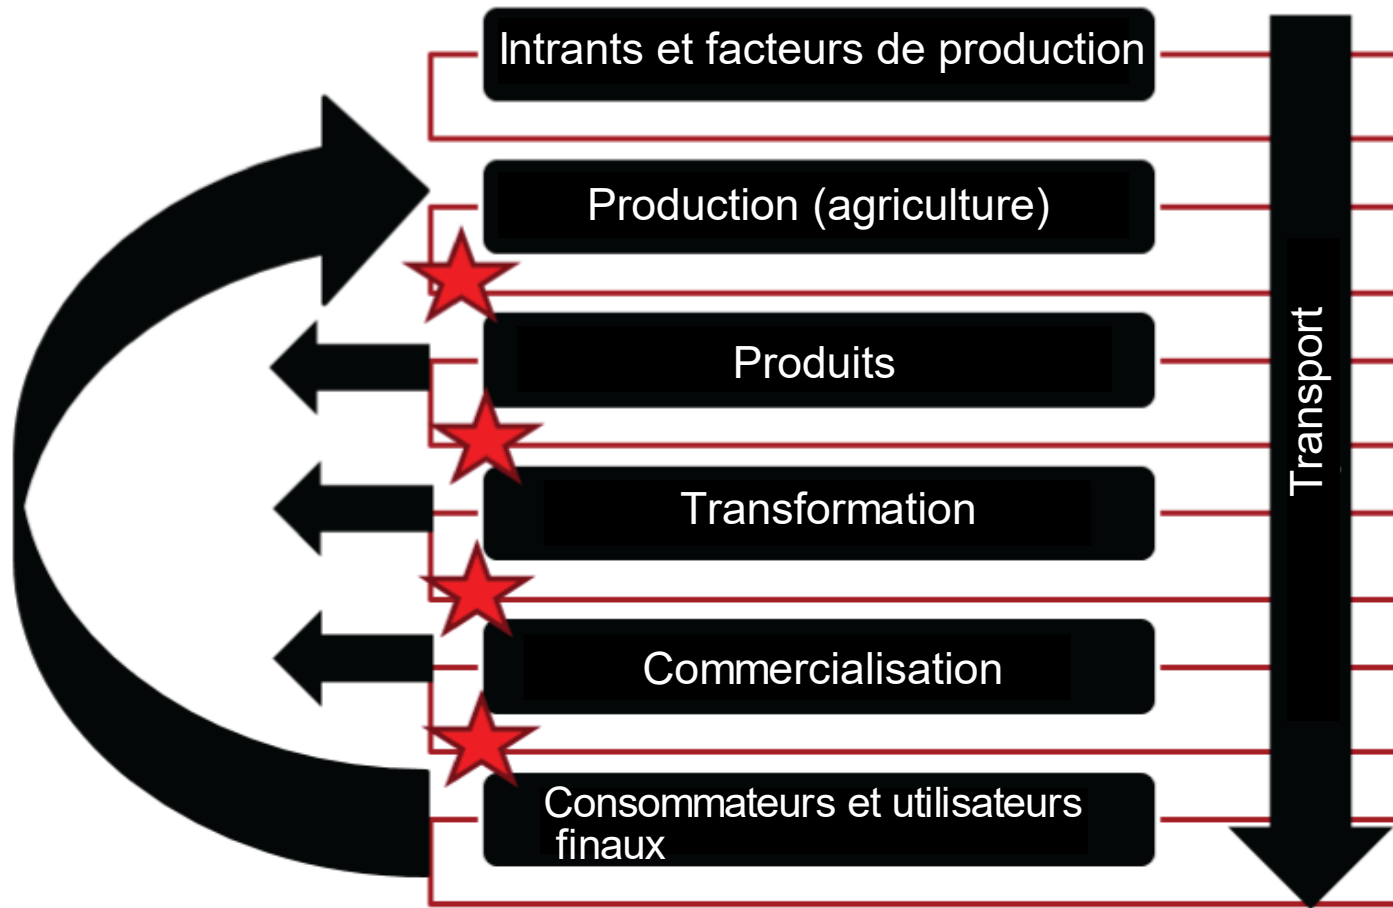 Intrants et facteurs de production
Production (agriculture)
Produits
Transformation
Commercialisation
Consommateurs et utilisateurs
finaux
Transport